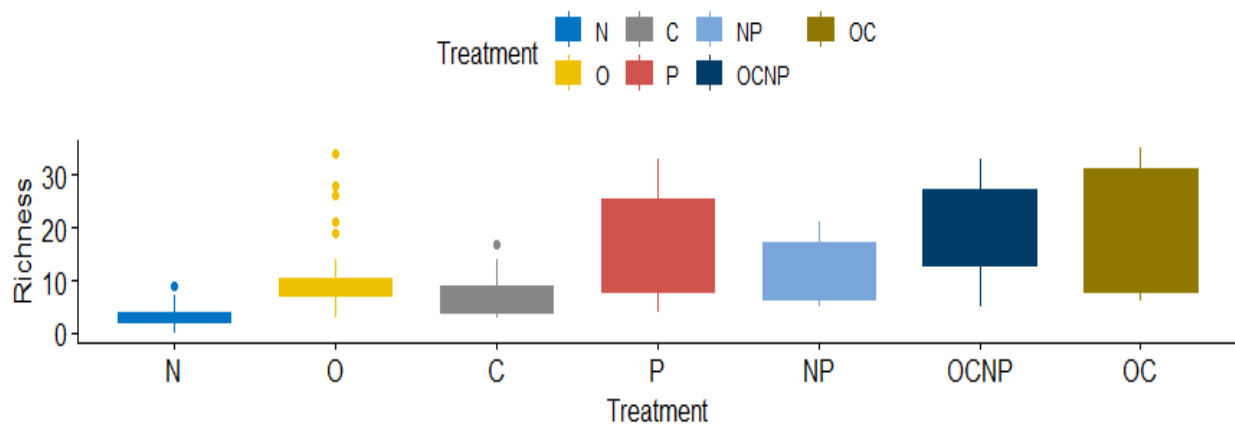 Treatment
N C NP OC
O P OCNP
Richness
30
20
10
0
N O C P NP OCNP OC
Treatment